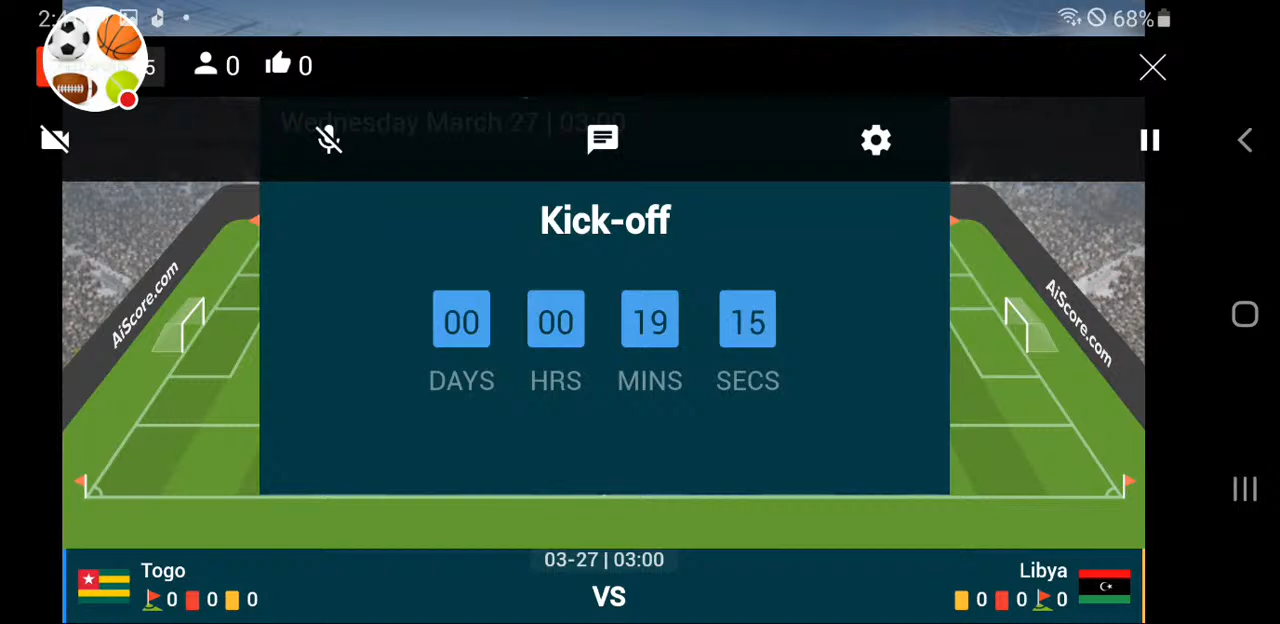 68%
0 0
Wednesday March 27 | 03:00
Kick-off
00 00 19 15
DAYS HRS MINS SECS
AiScore.com
AiScore.com
03-27 | 03:00
Togo
VS
Libya
0 0 0
0 0 0